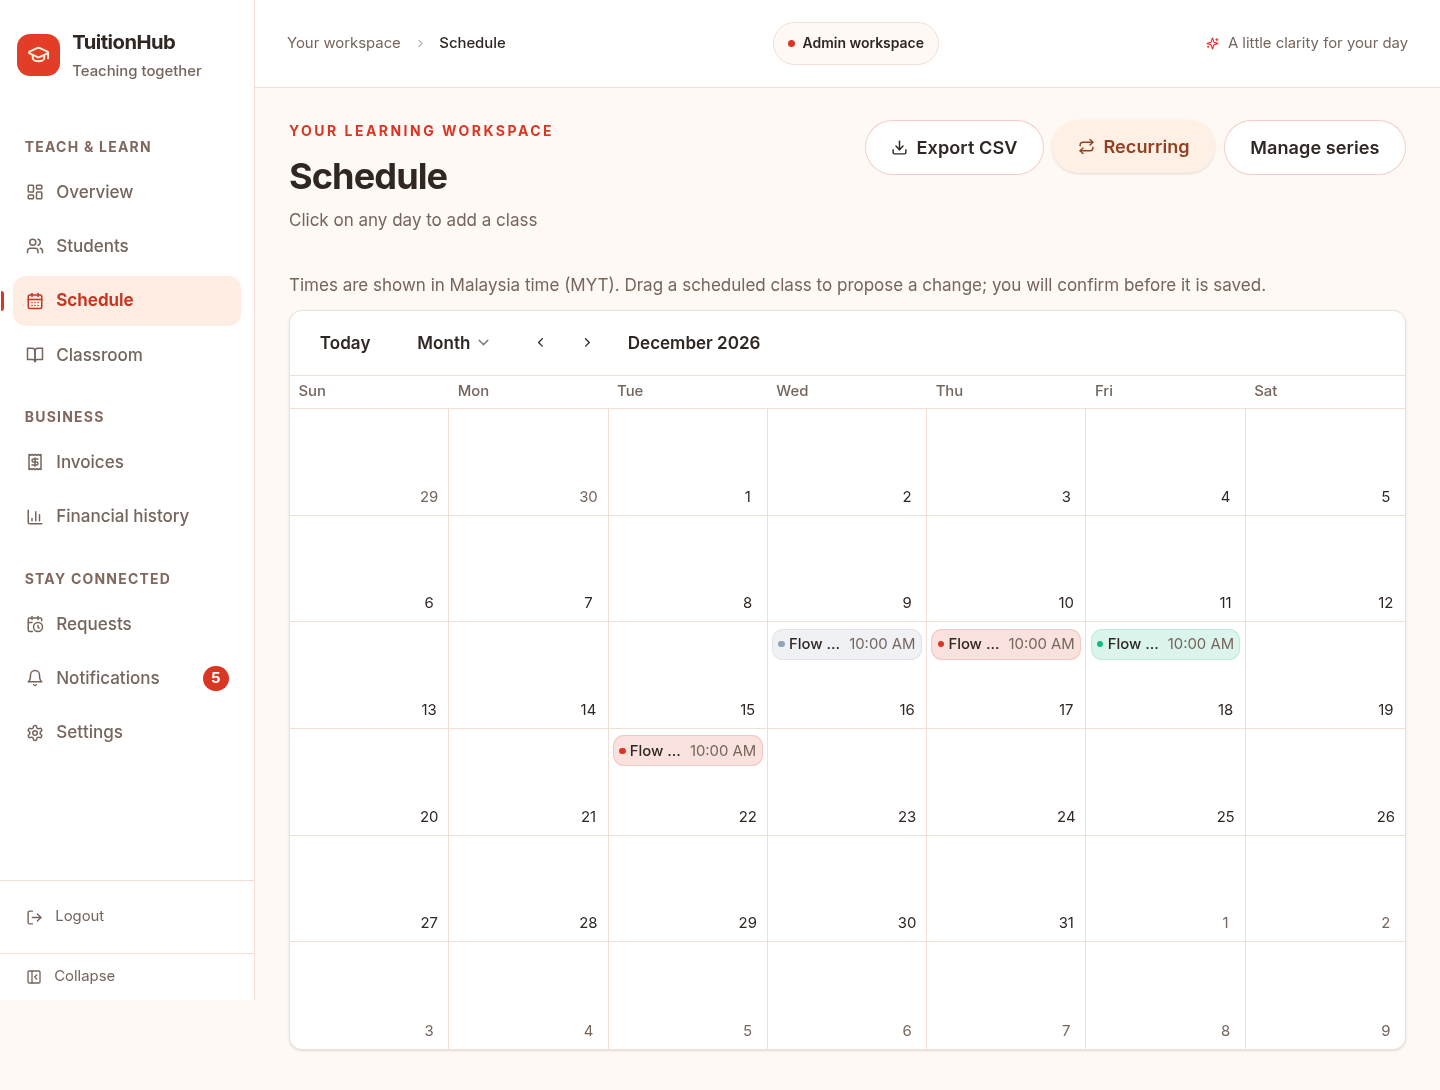 TuitionHub
Teaching together
TEACH & LEARN
Overview
Students
Schedule
Classroom
BUSINESS
Invoices
Financial history
STAY CONNECTED
Requests
Notifications 5
Settings
Logout
Collapse
Your workspace > Schedule
Admin workspace
A little clarity for your day
YOUR LEARNING WORKSPACE
Schedule
Click on any day to add a class
Export CSV
Recurring
Manage series
Times are shown in Malaysia time (MYT). Drag a scheduled class to propose a change; you will confirm before it is saved.
Today Month December 2026
Sun Mon Tue Wed Thu Fri Sat
29 30 1 2 3 4 5
6 7 8 9 10 11 12
Flow ... 10:00 AM Flow ... 10:00 AM Flow ... 10:00 AM
13 14 15 16 17 18 19
Flow ... 10:00 AM
20 21 22 23 24 25 26
27 28 29 30 31 1 2
3 4 5 6 7 8 9